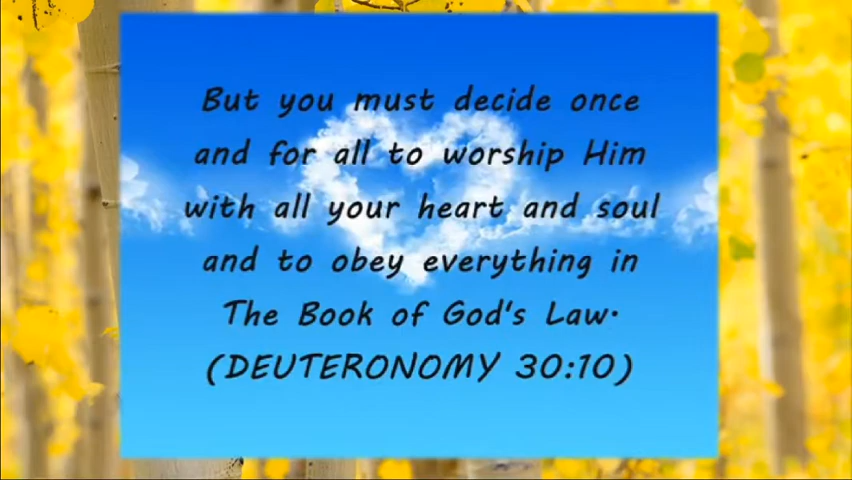 But you must decide once
and for all to worship Him
with all your heart and soul
and to obey everything in
The Book of God's Law.
(DEUTERONOMY 30:10)